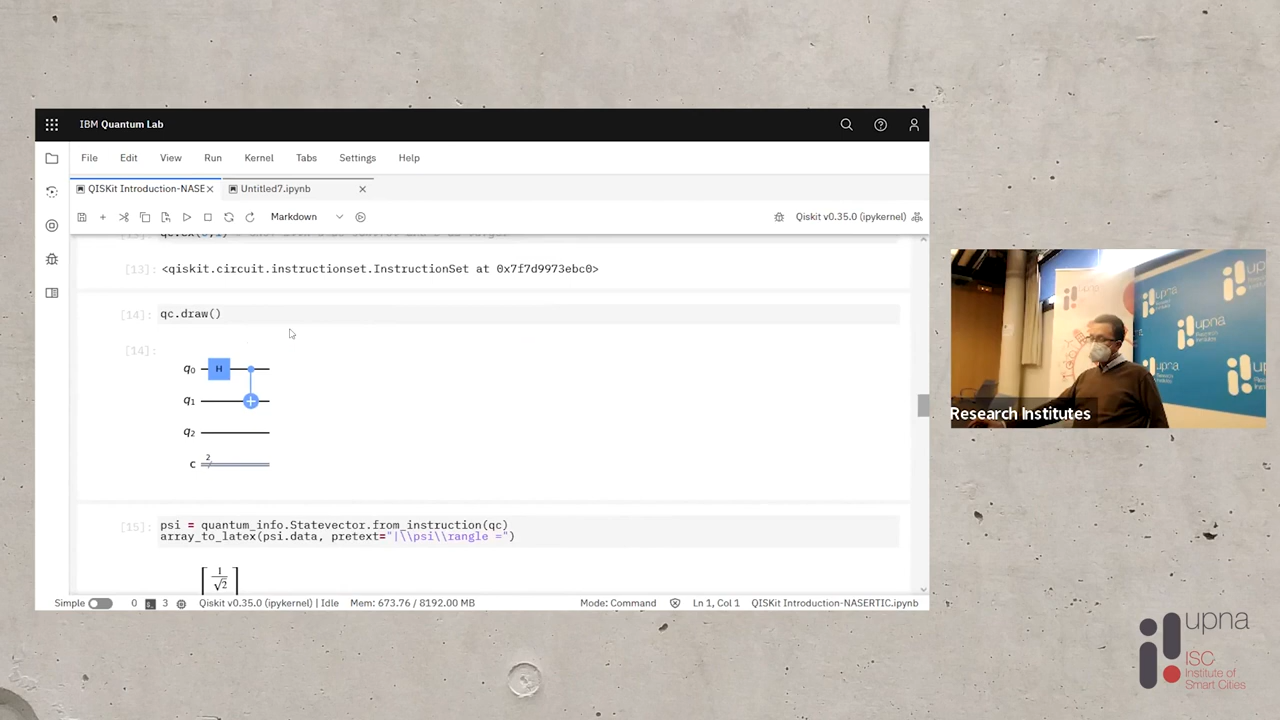 IBM Quantum Lab
File Edit View Run Kernel Tabs Settings Help
QISKit Introduction-NASE × Untitled7.ipynb ×
Markdown Qiskit v0.35.0 (ipykernel)
[13]: <qiskit.circuit.instructionset.InstructionSet at 0x7f7d9973ebc0>
[14]: qc.draw()
[14]:
q0 H
q1 +
q2
c 2
[15]: psi = quantum_info.Statevector.from_instruction(qc)
array_to_latex(psi.data, pretext="|\\psi\\rangle =")
1
√2
Simple 0 3 Qiskit v0.35.0 (ipykernel) | Idle Mem: 673.76 / 8192.00 MB Mode: Command Ln 1, Col 1 QISKit Introduction-NASERTIC.ipynb
upna
upna
upna
upna
Research Institutes
upna
ISC
Institute of
Smart Cities